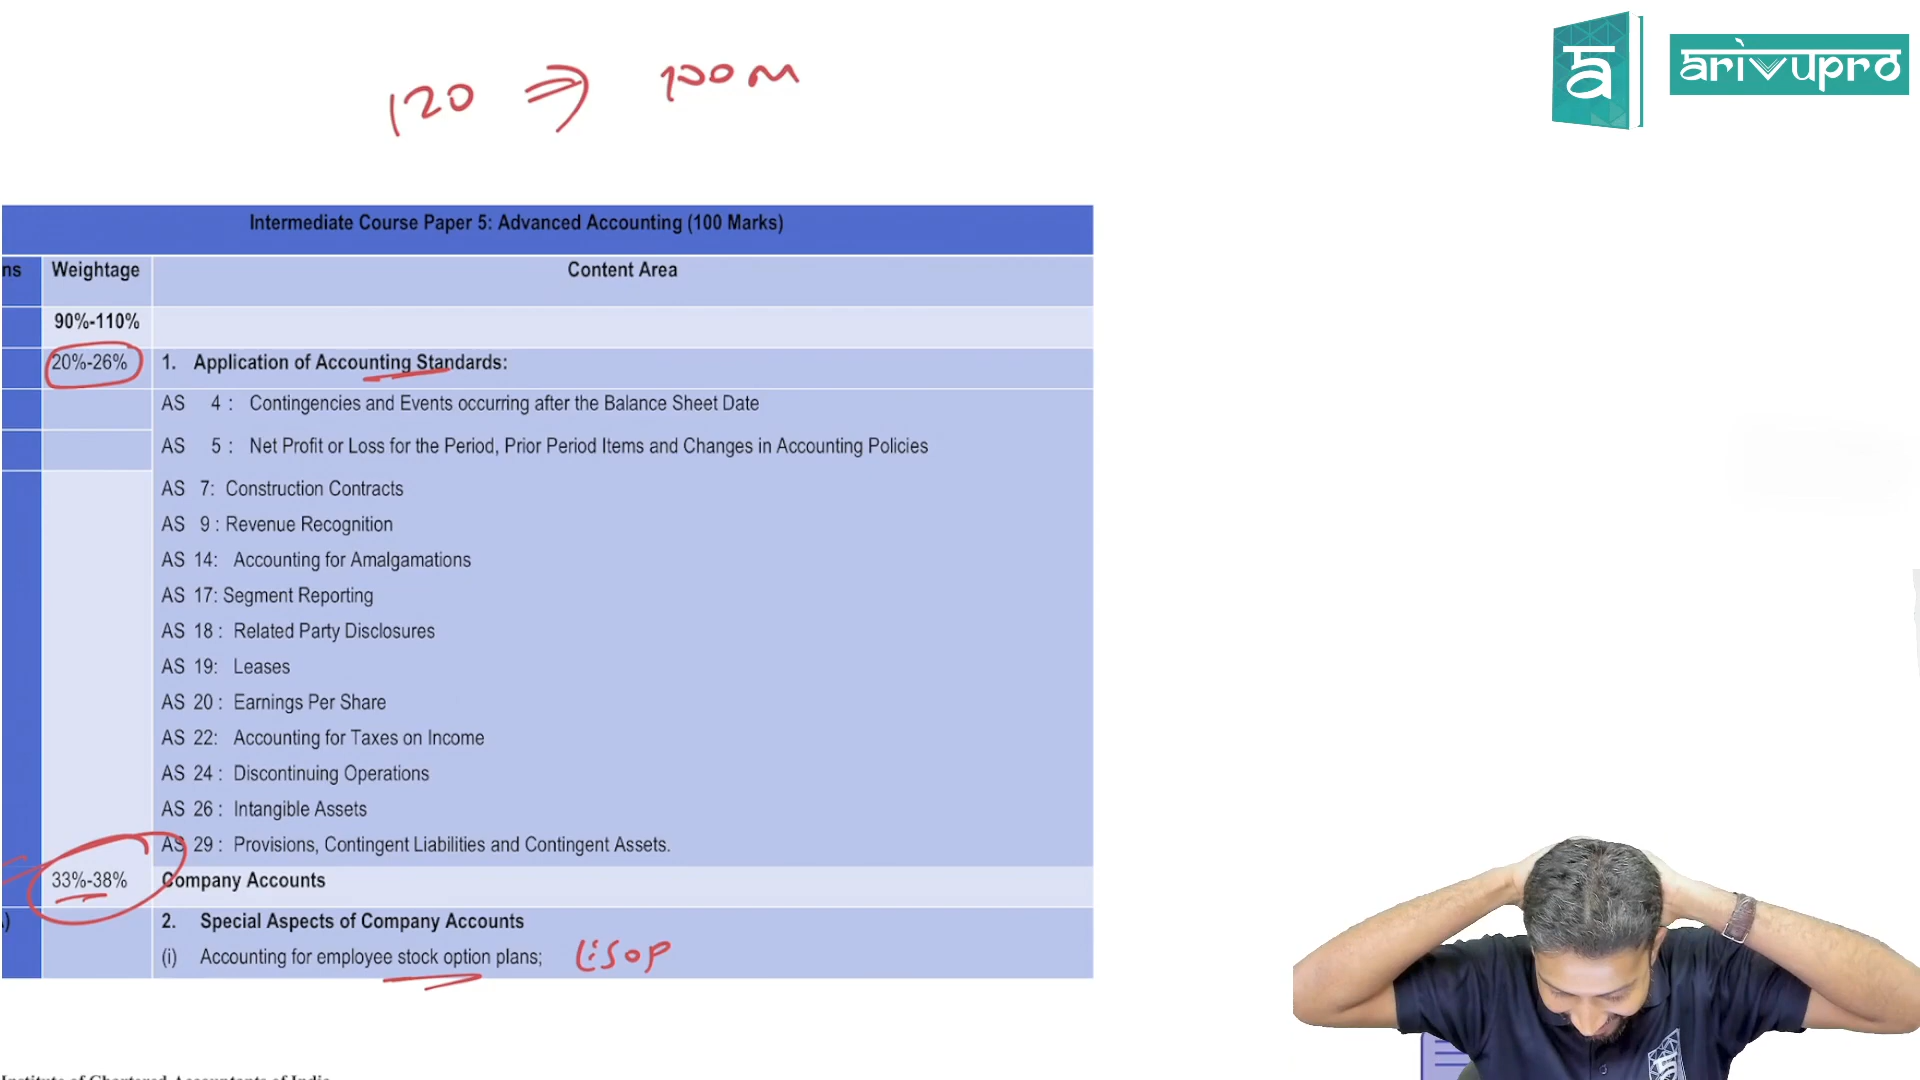 120 ⇒ 100 m
ā arivupro
Intermediate Course Paper 5: Advanced Accounting (100 Marks)
ns Weightage Content Area
90%-110%
20%-26% 1. Application of Accounting Standards:
AS 4 : Contingencies and Events occurring after the Balance Sheet Date
AS 5 : Net Profit or Loss for the Period, Prior Period Items and Changes in Accounting Policies
AS 7: Construction Contracts
AS 9 : Revenue Recognition
AS 14: Accounting for Amalgamations
AS 17: Segment Reporting
AS 18 : Related Party Disclosures
AS 19: Leases
AS 20 : Earnings Per Share
AS 22: Accounting for Taxes on Income
AS 24 : Discontinuing Operations
AS 26 : Intangible Assets
AS 29 : Provisions, Contingent Liabilities and Contingent Assets.
33%-38% Company Accounts
2. Special Aspects of Company Accounts
(i) Accounting for employee stock option plans; ESOP
Institute of Chartered Accountants of India